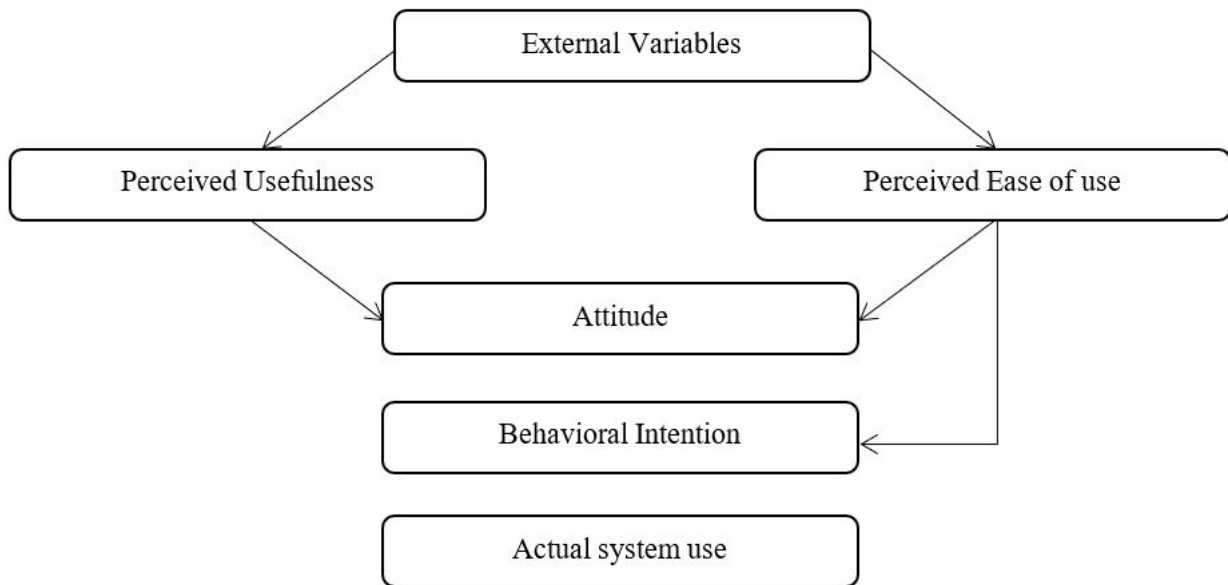 External Variables
Perceived Usefulness
Perceived Ease of use
Attitude
Behavioral Intention
Actual system use